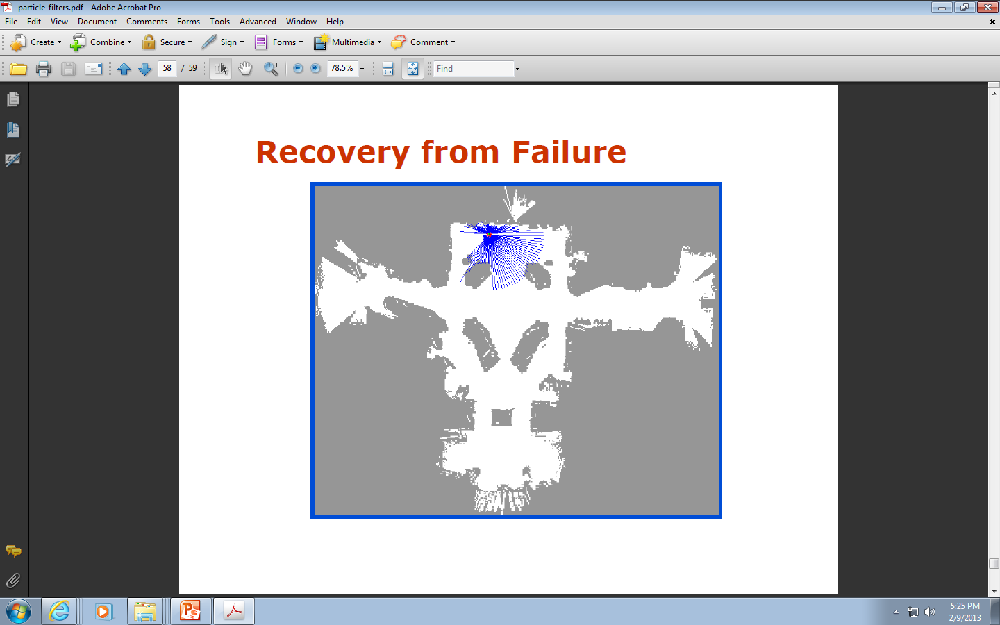 particle-filters.pdf - Adobe Acrobat Pro
File Edit View Document Comments Forms Tools Advanced Window Help
Create Combine Secure Sign Forms Multimedia Comment
58 / 59 78.5% Find
Recovery from Failure
5:25 PM
2/9/2013